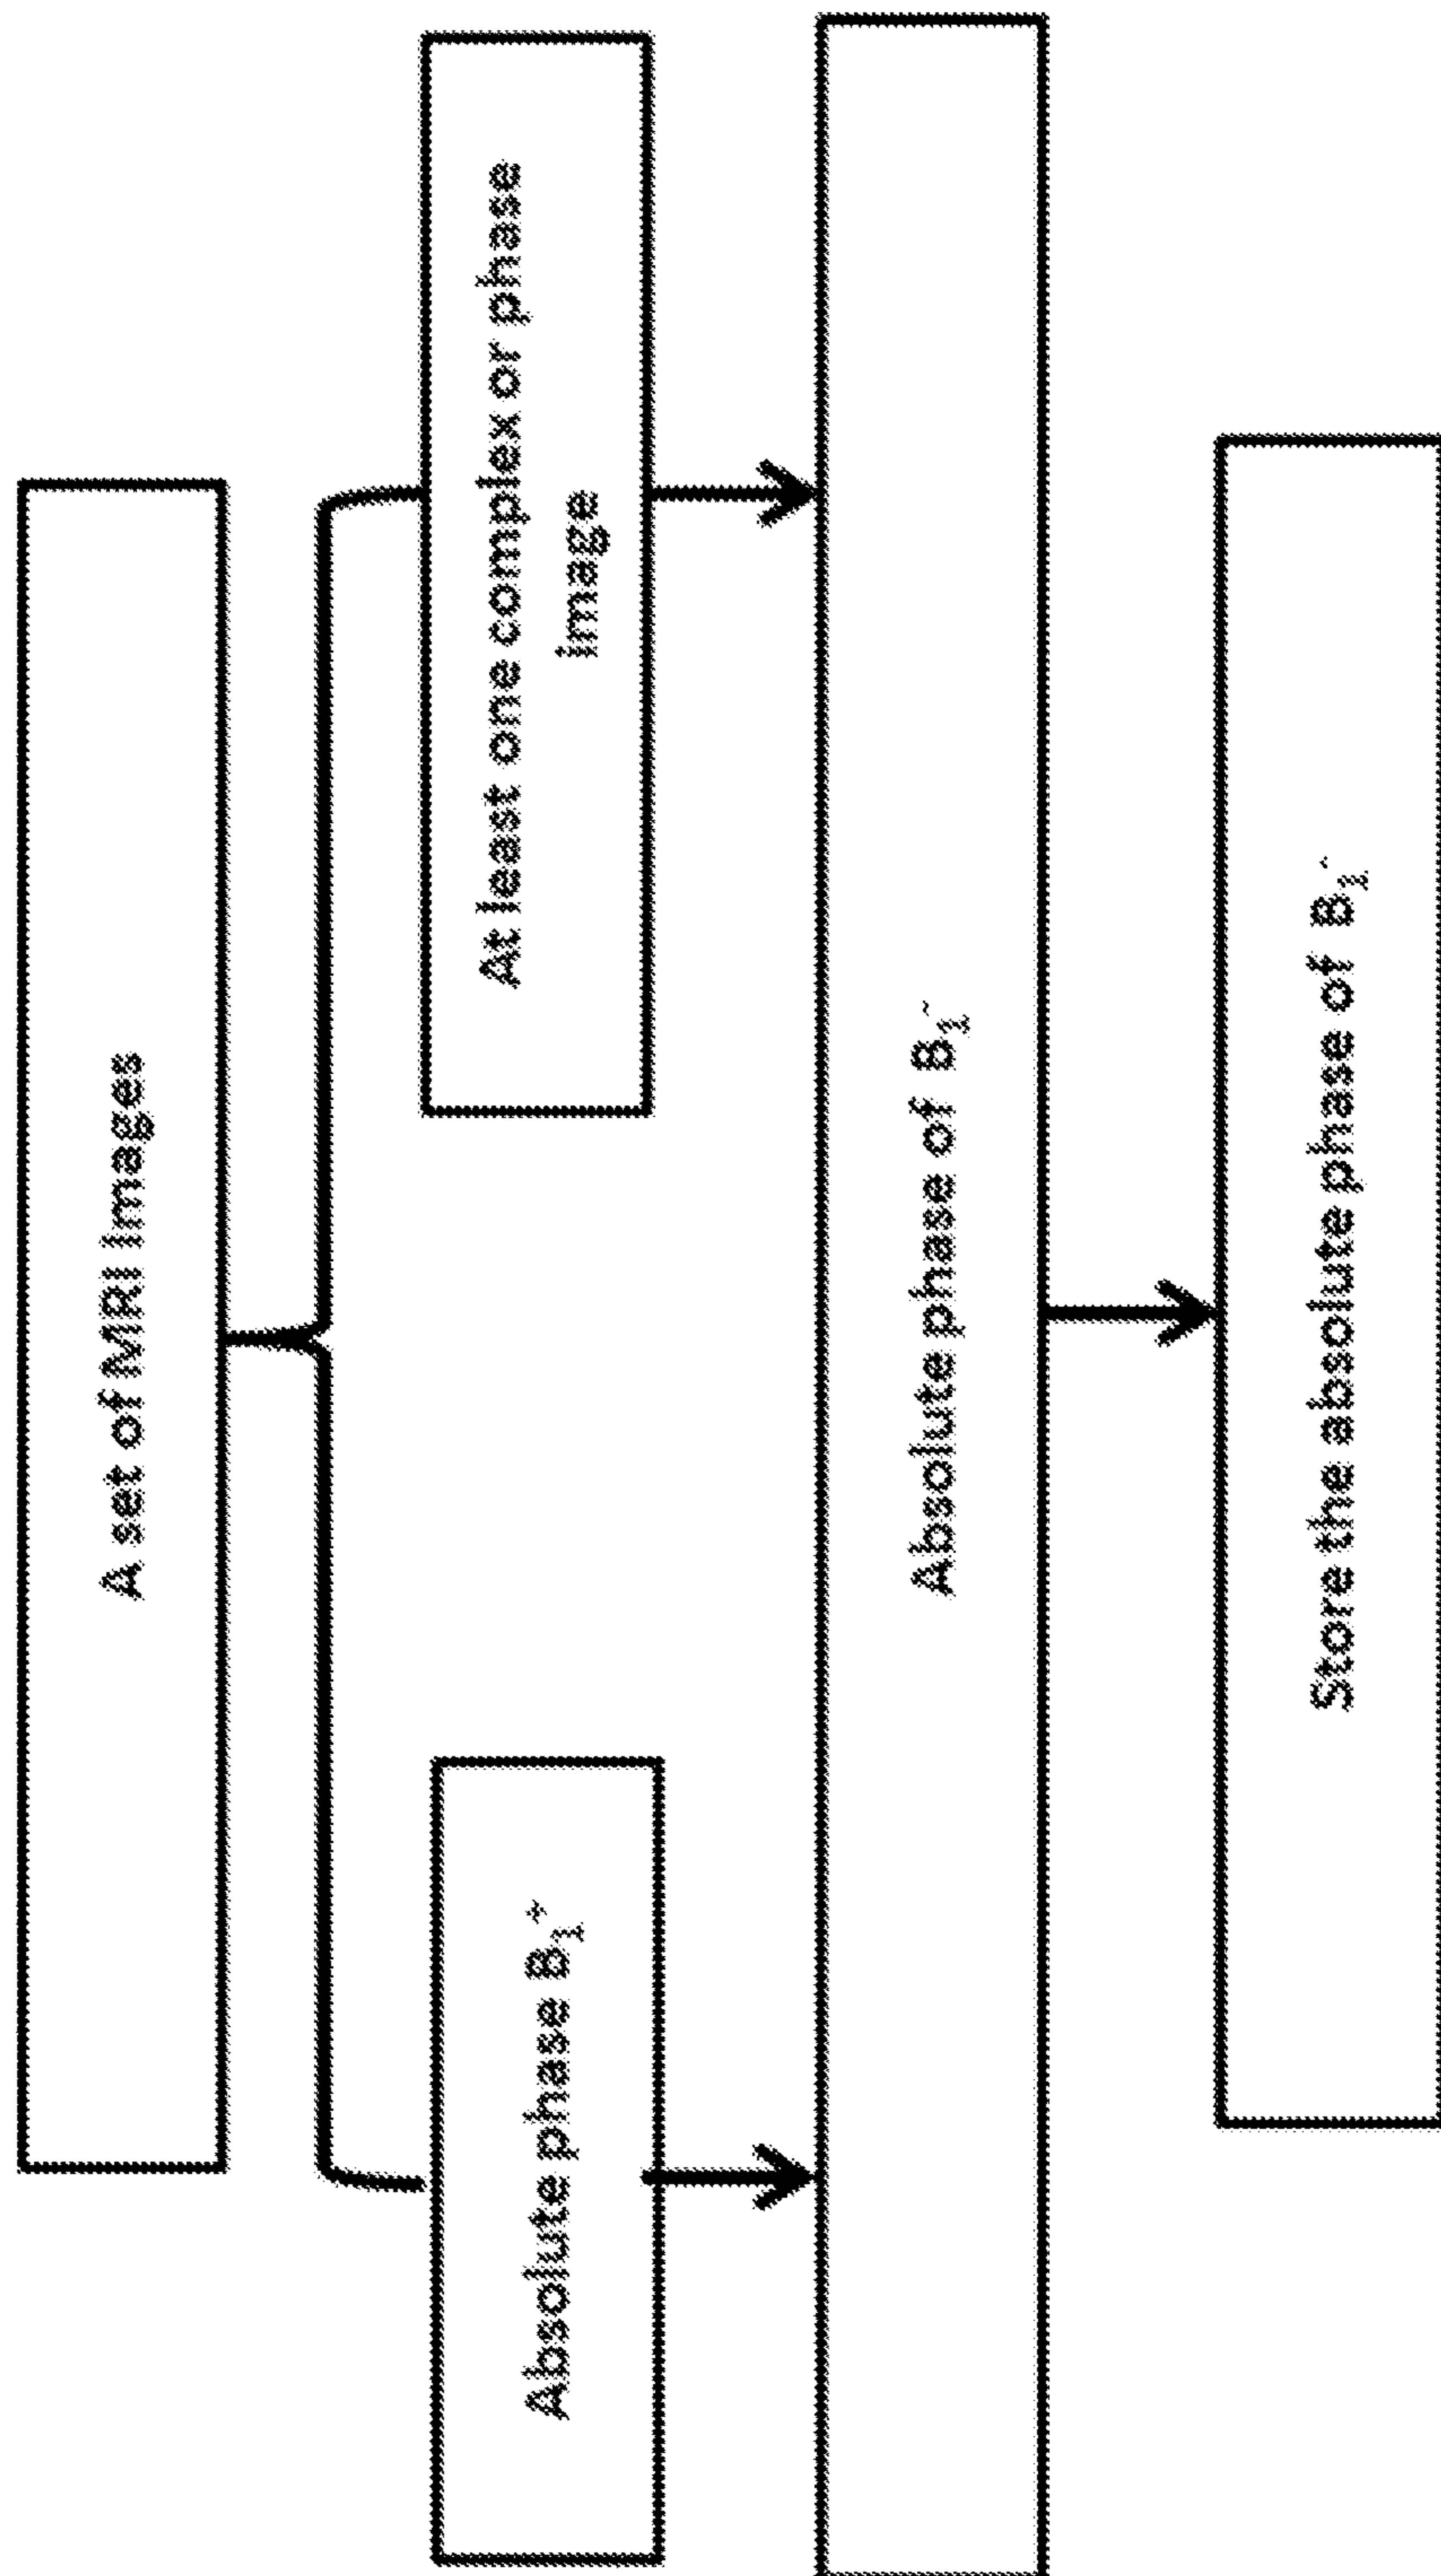 A set of MRI images
Absolute phase B₁⁺
At least one complex or phase
image
Absolute phase of B₁⁻
Store the absolute phase of B₁⁻